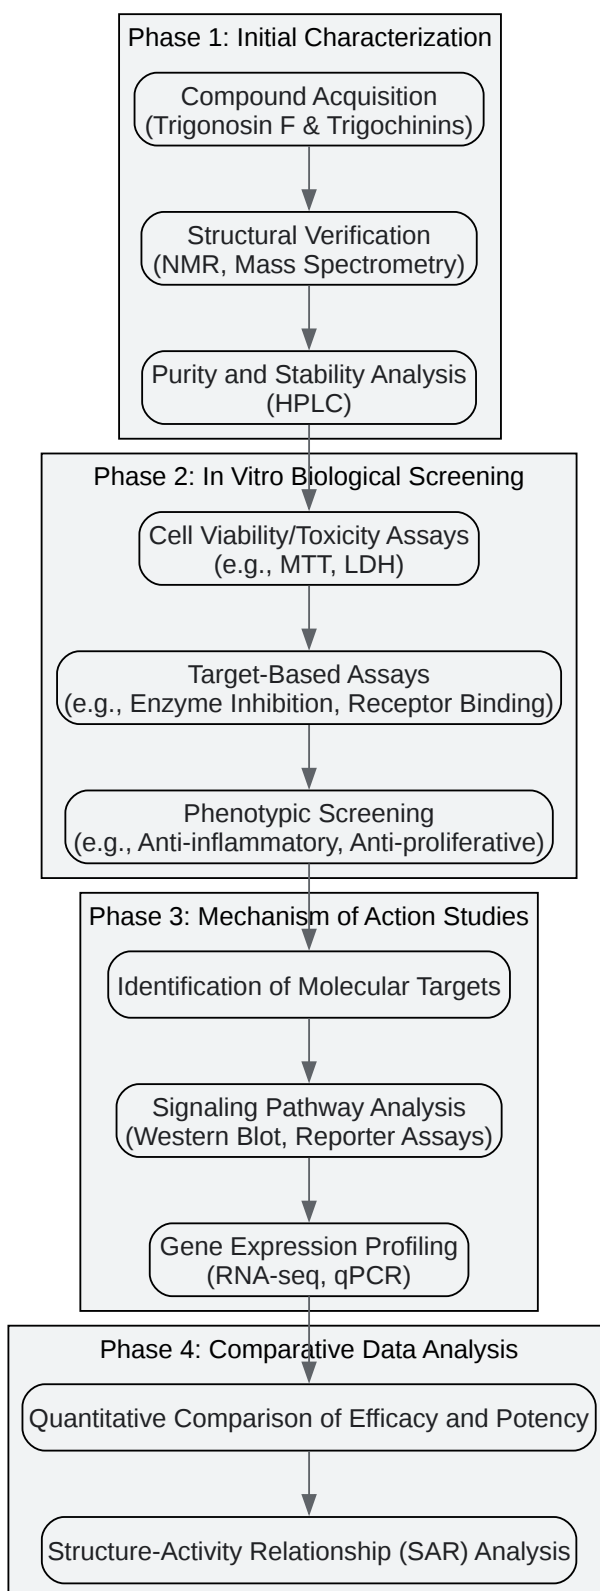 Phase 1: Initial Characterization
Compound Acquisition
(Trigonosin F & Trigochinins)
Structural Verification
(NMR, Mass Spectrometry)
Purity and Stability Analysis
(HPLC)
Phase 2: In Vitro Biological Screening
Cell Viability/Toxicity Assays
(e.g., MTT, LDH)
Target-Based Assays
(e.g., Enzyme Inhibition, Receptor Binding)
Phenotypic Screening
(e.g., Anti-inflammatory, Anti-proliferative)
Phase 3: Mechanism of Action Studies
Identification of Molecular Targets
Signaling Pathway Analysis
(Western Blot, Reporter Assays)
Gene Expression Profiling
(RNA-seq, qPCR)
Phase 4: Comparative Data Analysis
Quantitative Comparison of Efficacy and Potency
Structure-Activity Relationship (SAR) Analysis